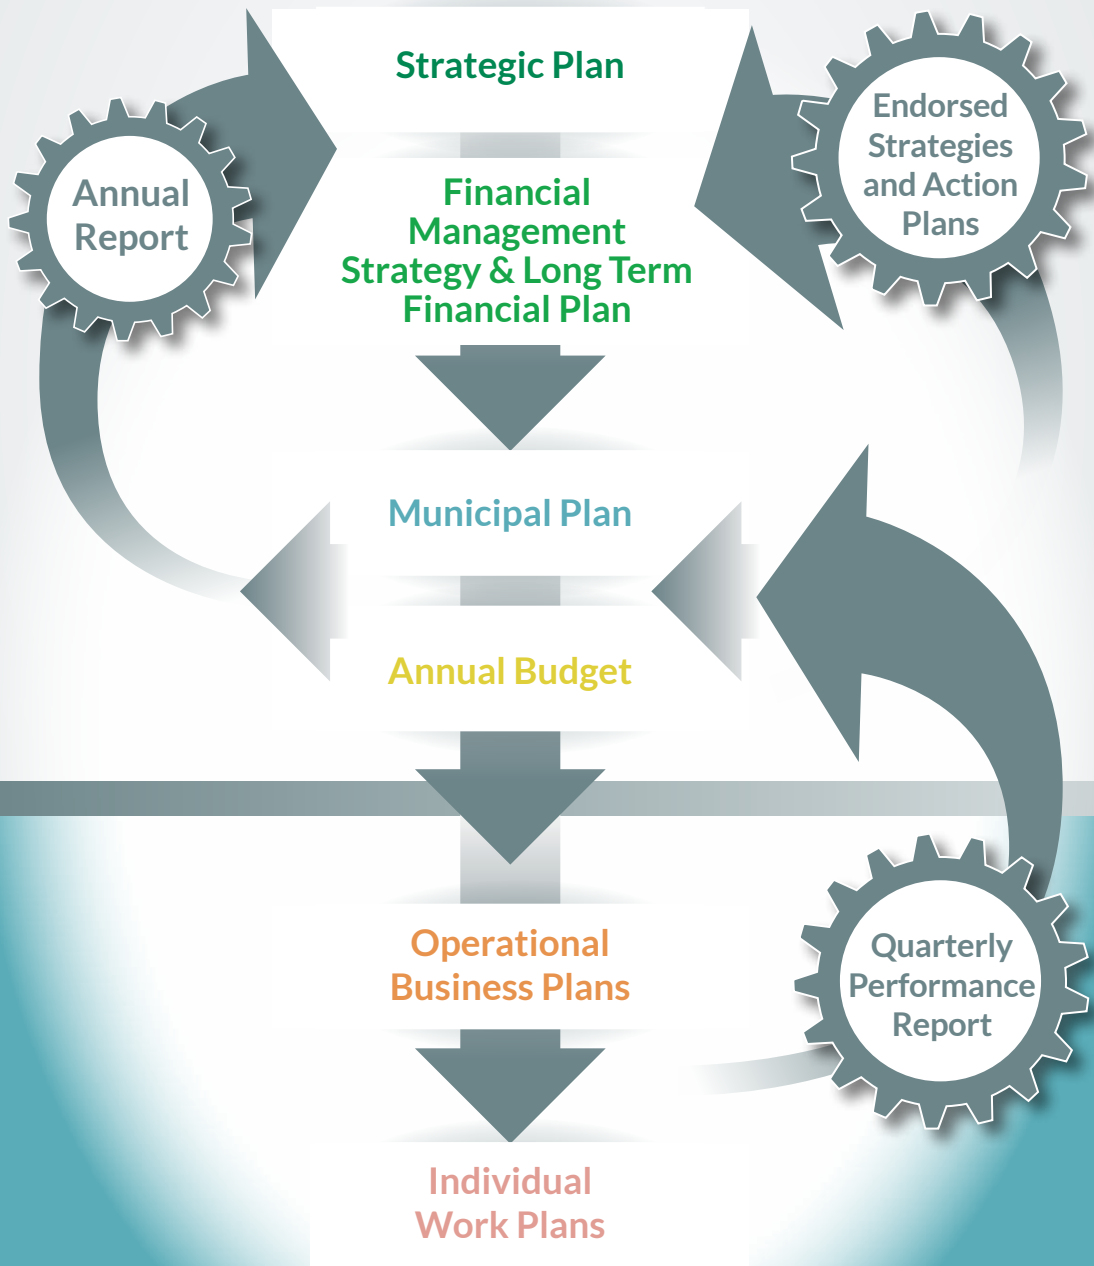 Strategic Plan
Financial
Management
Strategy & Long Term
Financial Plan
Endorsed
Strategies
and Action
Plans
Annual
Report
Municipal Plan
Annual Budget
Operational
Business Plans
Quarterly
Performance
Report
Individual
Work Plans